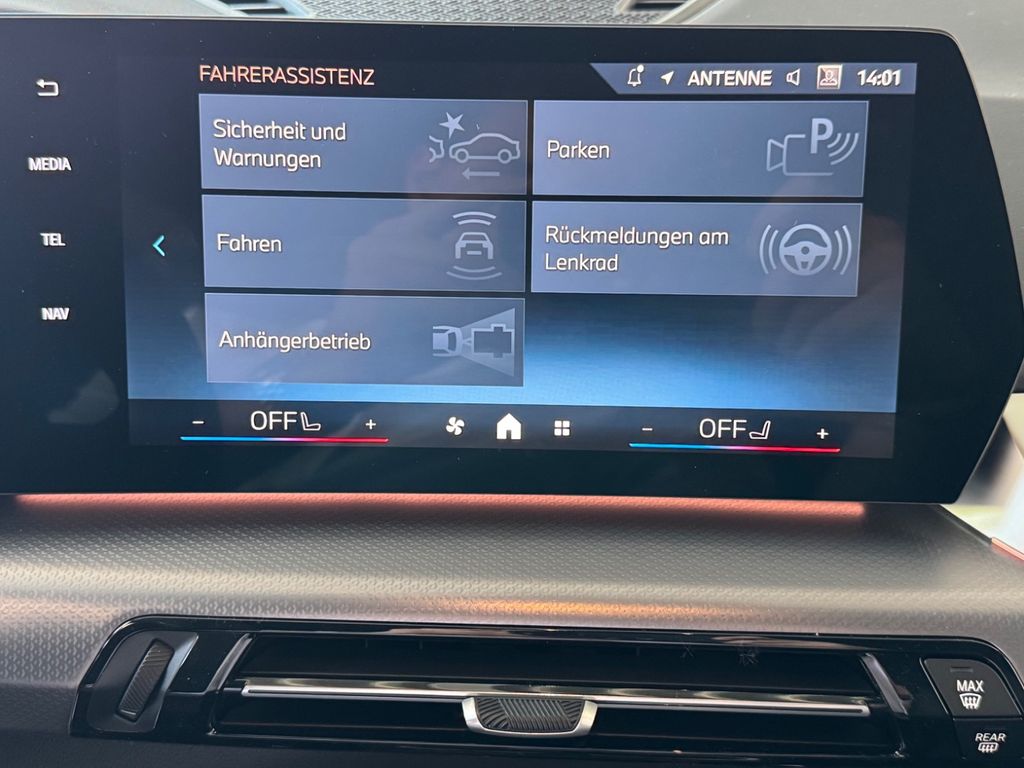 FAHRERASSISTENZ
ANTENNE 14:01
MEDIA
TEL
NAV
Sicherheit und
Warnungen
Parken
P
Fahren
Rückmeldungen am
Lenkrad
Anhängerbetrieb
- OFF +
- OFF +
MAX
REAR